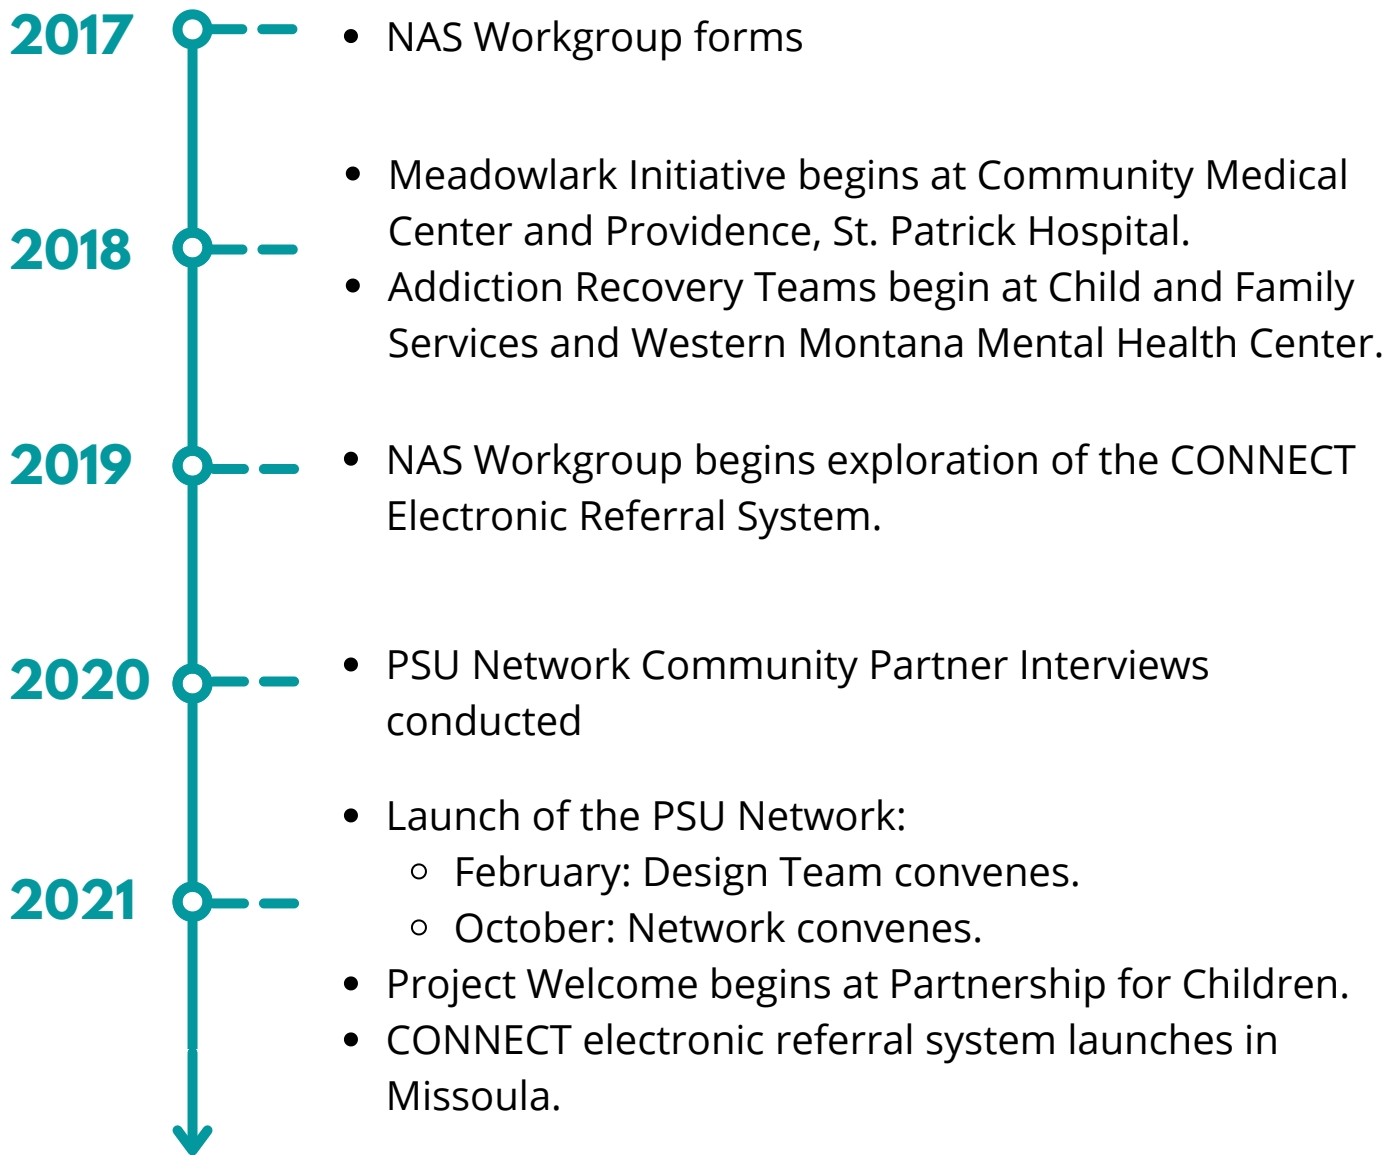 2017
• NAS Workgroup forms
2018
• Meadowlark Initiative begins at Community Medical
Center and Providence, St. Patrick Hospital.
• Addiction Recovery Teams begin at Child and Family
Services and Western Montana Mental Health Center.
2019
• NAS Workgroup begins exploration of the CONNECT
Electronic Referral System.
2020
• PSU Network Community Partner Interviews
conducted
2021
• Launch of the PSU Network:
◦ February: Design Team convenes.
◦ October: Network convenes.
• Project Welcome begins at Partnership for Children.
• CONNECT electronic referral system launches in
Missoula.